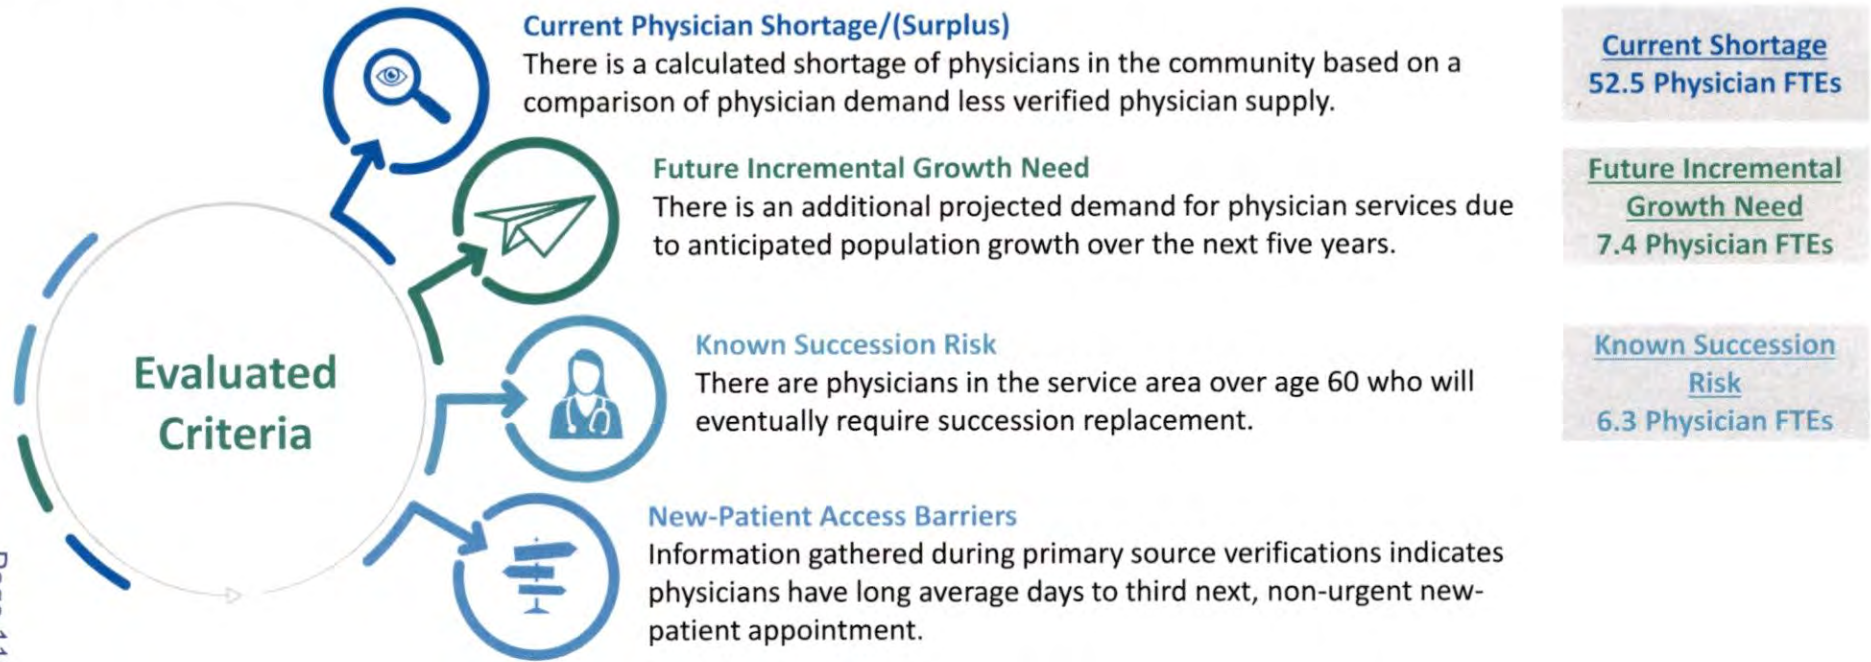 Current Physician Shortage/(Surplus)
There is a calculated shortage of physicians in the community based on a
comparison of physician demand less verified physician supply.
Current Shortage
52.5 Physician FTEs
Future Incremental Growth Need
There is an additional projected demand for physician services due
to anticipated population growth over the next five years.
Future Incremental
Growth Need
7.4 Physician FTEs
Evaluated
Criteria
Known Succession Risk
There are physicians in the service area over age 60 who will
eventually require succession replacement.
Known Succession
Risk
6.3 Physician FTEs
New-Patient Access Barriers
Information gathered during primary source verifications indicates
physicians have long average days to third next, non-urgent new-
patient appointment.